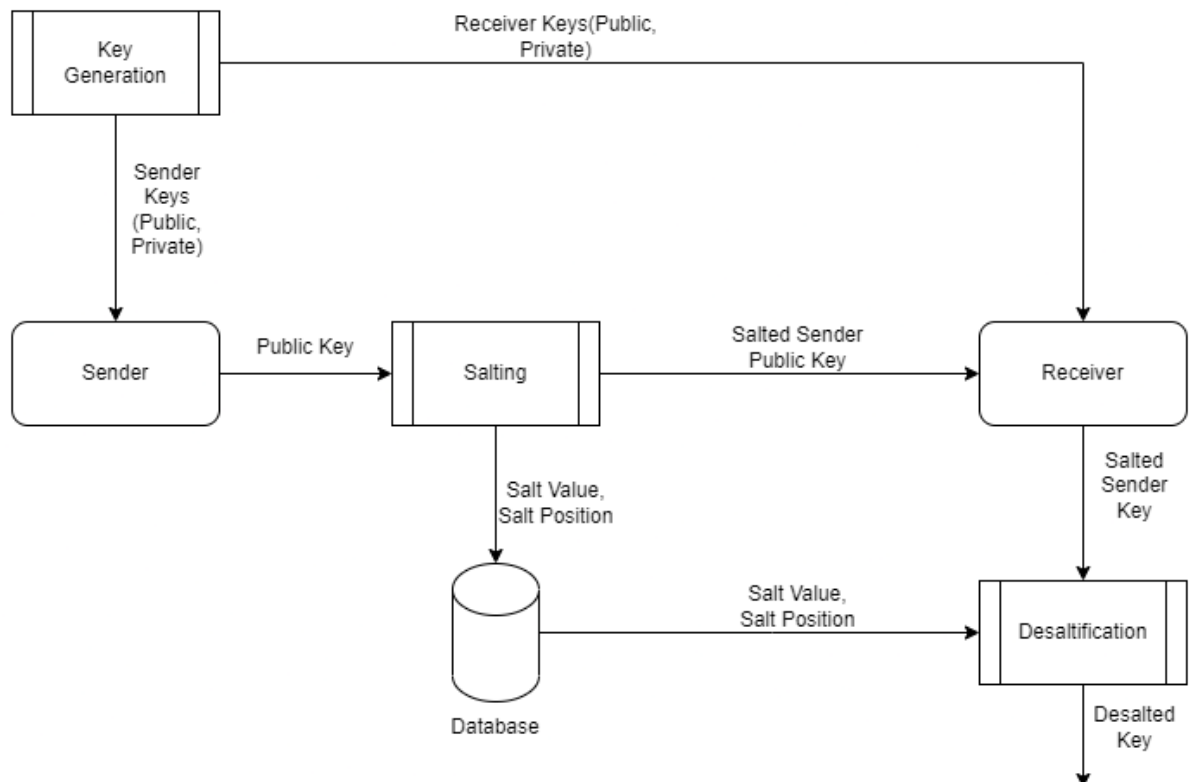 Receiver Keys(Public,
Private)
Key
Generation
Sender
Keys
(Public,
Private)
Sender
Public Key
Salting
Salted Sender
Public Key
Receiver
Salt Value,
Salt Position
Salted
Sender
Key
Database
Salt Value,
Salt Position
Desaltification
Desalted
Key